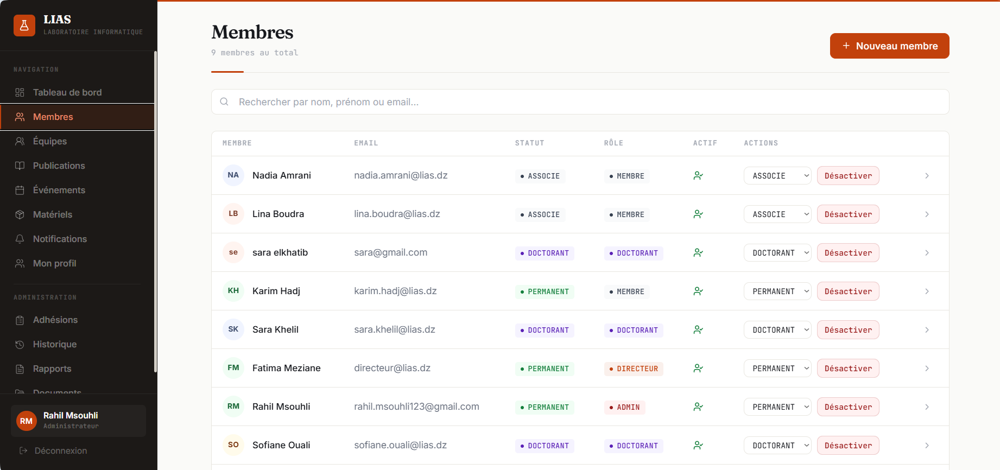 LIAS
LABORATOIRE INFORMATIQUE
NAVIGATION
Tableau de bord
Membres
Équipes
Publications
Événements
Matériels
Notifications
Mon profil
ADMINISTRATION
Adhésions
Historique
Rapports
Documents
RM
Rahil Msouhli
Administrateur
Déconnexion
Membres
9 membres au total
+ Nouveau membre
Rechercher par nom, prénom ou email...
MEMBRE EMAIL STATUT RÔLE ACTIF ACTIONS
NA Nadia Amrani nadia.amrani@lias.dz ASSOCIE MEMBRE ASSOCIE Désactiver
LB Lina Boudra lina.boudra@lias.dz ASSOCIE MEMBRE ASSOCIE Désactiver
se sara elkhatib sara@gmail.com DOCTORANT DOCTORANT DOCTORANT Désactiver
KH Karim Hadj karim.hadj@lias.dz PERMANENT MEMBRE PERMANENT Désactiver
SK Sara Khelil sara.khelil@lias.dz DOCTORANT DOCTORANT DOCTORANT Désactiver
FM Fatima Meziane directeur@lias.dz PERMANENT DIRECTEUR PERMANENT Désactiver
RM Rahil Msouhli rahil.msouhli123@gmail.com PERMANENT ADMIN PERMANENT Désactiver
SO Sofiane Ouali sofiane.ouali@lias.dz DOCTORANT DOCTORANT DOCTORANT Désactiver